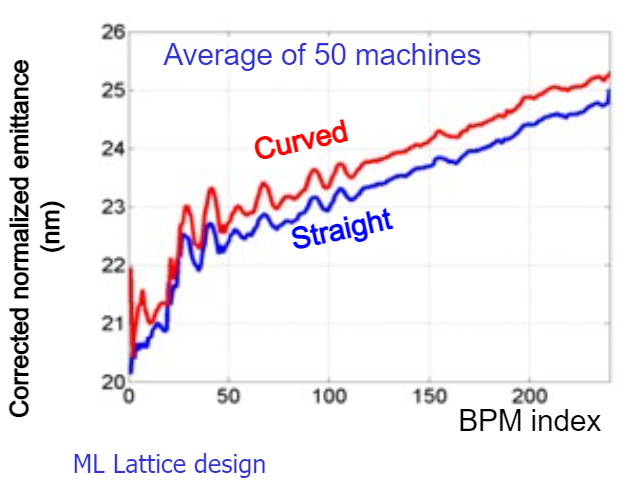 Average of 50 machines
Corrected normalized emittance
(nm)
26
25
24
23
22
21
20
Curved
Straight
0 50 100 150 200
BPM index
ML Lattice design